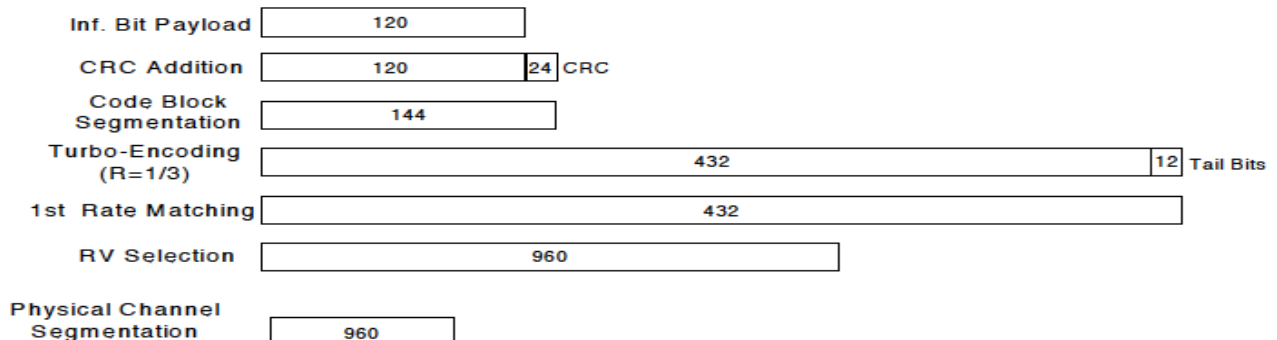 Inf. Bit Payload 120
CRC Addition 120 24 CRC
Code Block
Segmentation 144
Turbo-Encoding
(R=1/3) 432 12 Tail Bits
1st Rate Matching 432
RV Selection 960
Physical Channel
Segmentation 960